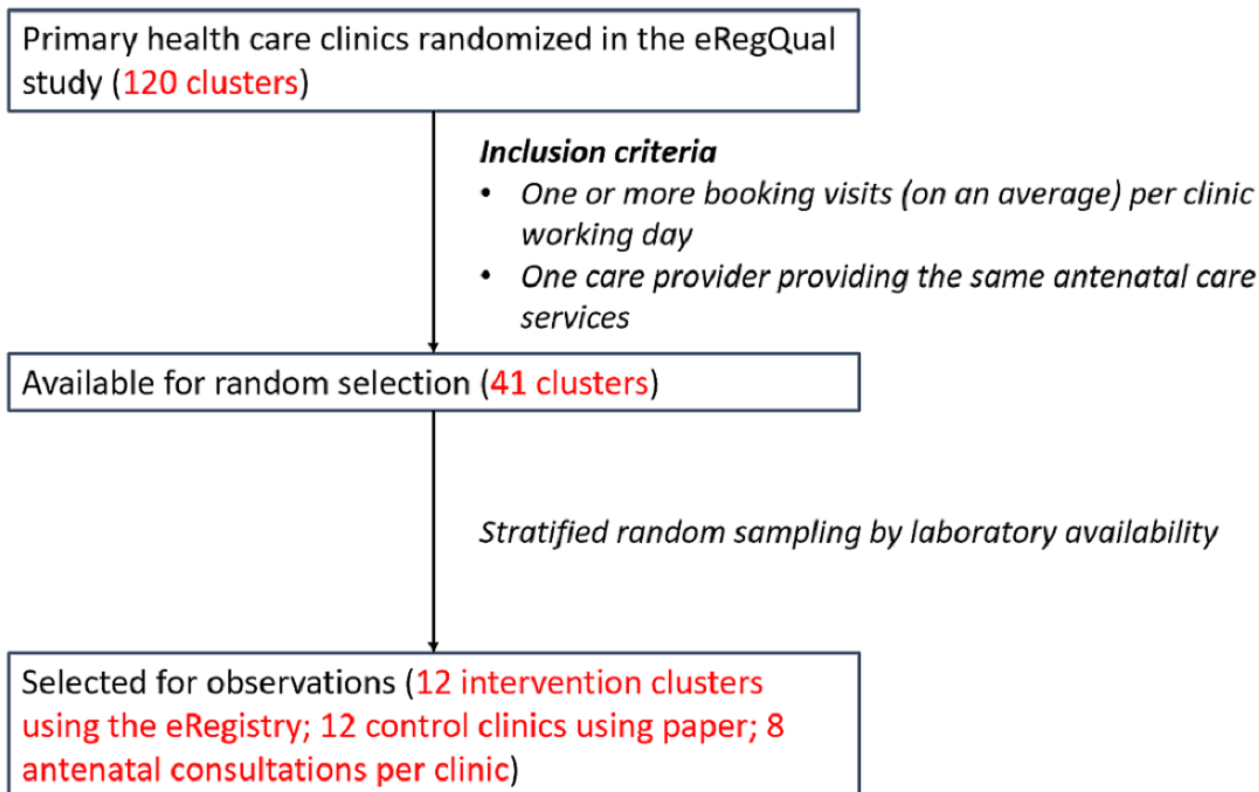 Primary health care clinics randomized in the eRegQual
study (120 clusters)
Inclusion criteria
• One or more booking visits (on an average) per clinic
working day
• One care provider providing the same antenatal care
services
Available for random selection (41 clusters)
Stratified random sampling by laboratory availability
Selected for observations (12 intervention clusters
using the eRegistry; 12 control clinics using paper; 8
antenatal consultations per clinic)